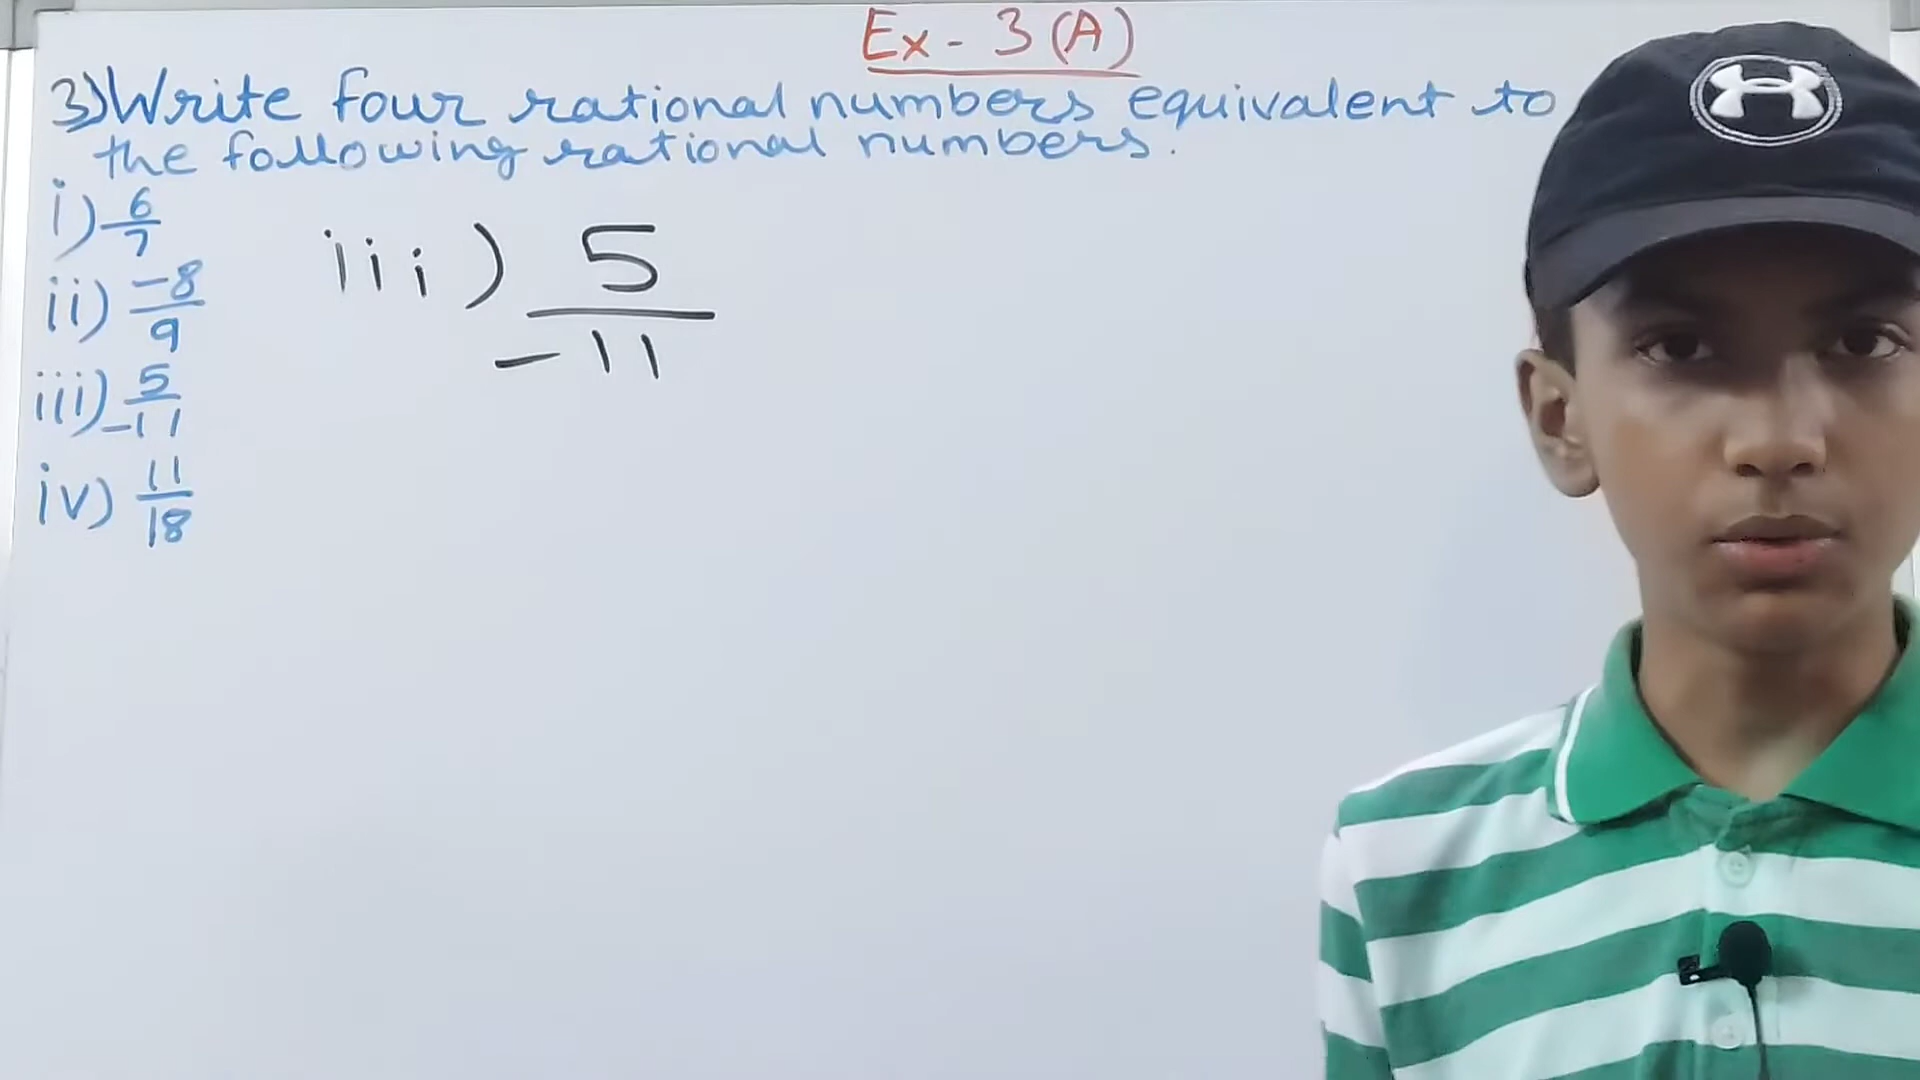 Ex - 3 (A)
3) Write four rational numbers equivalent to
the following rational numbers.
i) 6/7
ii) -8/9
iii) 5/-11
iv) 11/18
iii) 5/-11